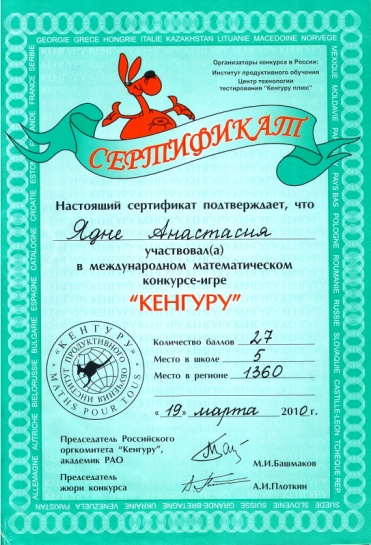 GEORGIE GRECE HONGRIE ITALIE KAZAKHSTAN LITUANIE MACEDOINE NORVEGE
Организаторы конкурса в России:
Институт продуктивного обучения
Центр технологии
тестирования "Кенгуру плюс"
СЕРТИФИКАТ
Настоящий сертификат подтверждает, что
Ядне Анастасия
участвовал(а)
в международном математическом
конкурсе-игре
"КЕНГУРУ"
Количество баллов 27
Место в школе 5
Место в регионе 1360
"КЕНГУРУ"
MATHS POUR TOUS
ИНСТИТУТ ПРОДУКТИВНОГО ОБУЧЕНИЯ
« 19 » марта 2010 г.
Председатель Российского
оргкомитета "Кенгуру",
академик РАО
М.И.Башмаков
Председатель
жюри конкурса
А.И.Плоткин
ALLEMAGNE AUTRICHE BIELORUSSIE BULGARIE ESPAGNE CATALOGNE CROATIE ESTONIE FRANCE SERBIE
MEXIQUE MOLDAVIE PAYS BAS POLOGNE ROUMANIE RUSSIE SLOVAQUIE CASTILLE-LEON TCHEQUE REP.
PAKISTAN VENEZUELA UKRAINE GRANDE-BRETAGNE SUISSE SLOVENIE SUEDE